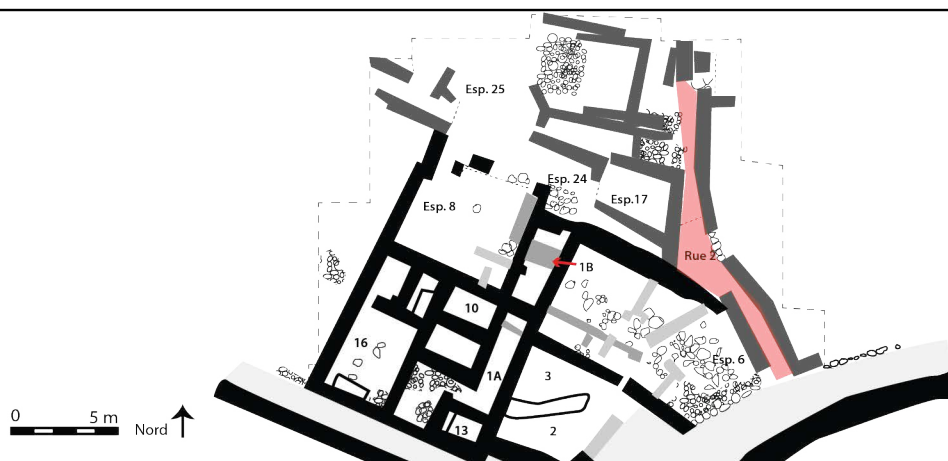 Esp. 25
Esp. 24
Esp.17
Esp. 8
Rue 2
1B
10
16
Esp. 6
1A
3
0 5 m
Nord
13
2